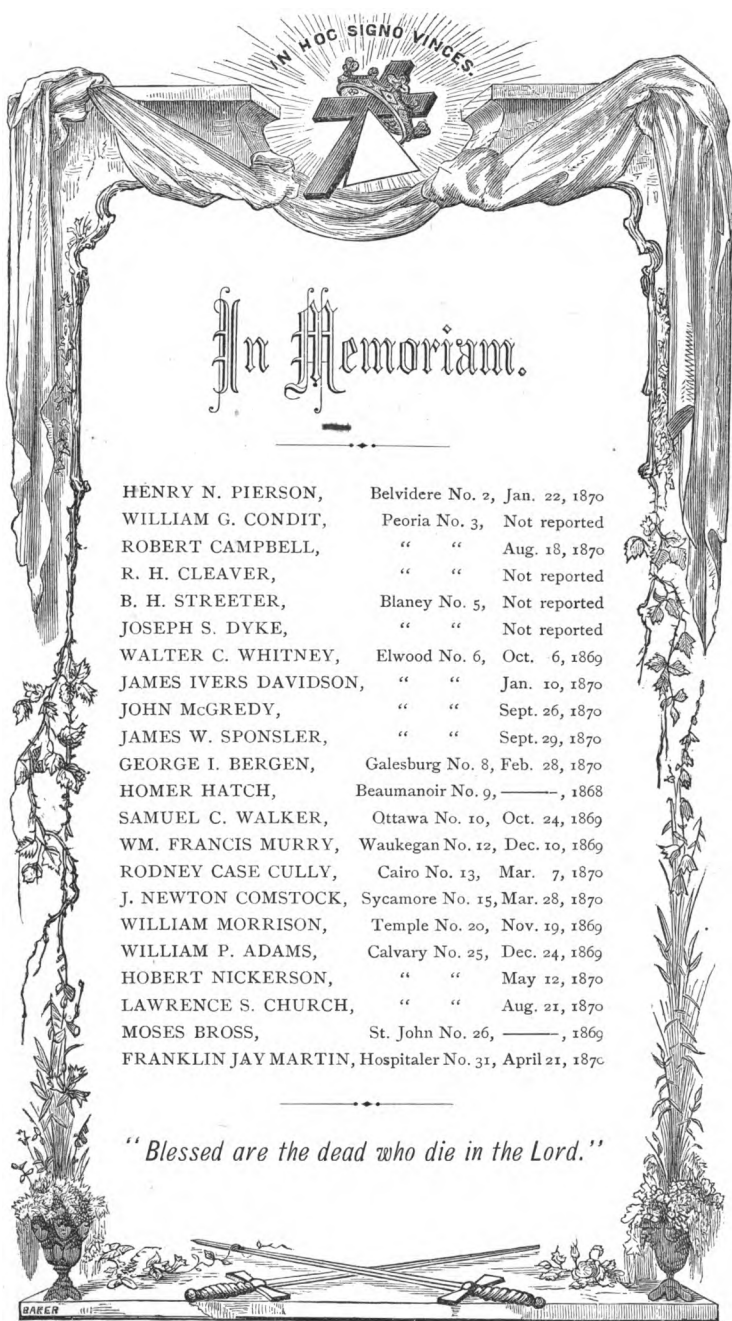 IN HOC SIGNO VINCES.
In Memoriam.
HENRY N. PIERSON, Belvidere No. 2, Jan. 22, 1870
WILLIAM G. CONDIT, Peoria No. 3, Not reported
ROBERT CAMPBELL, “ “ Aug. 18, 1870
R. H. CLEAVER, “ “ Not reported
B. H. STREETER, Blaney No. 5, Not reported
JOSEPH S. DYKE, “ “ Not reported
WALTER C. WHITNEY, Elwood No. 6, Oct. 6, 1869
JAMES IVERS DAVIDSON, “ “ Jan. 10, 1870
JOHN McGREDY, “ “ Sept. 26, 1870
JAMES W. SPONSLER, “ “ Sept. 29, 1870
GEORGE I. BERGEN, Galesburg No. 8, Feb. 28, 1870
HOMER HATCH, Beaumanoir No. 9, ———, 1868
SAMUEL C. WALKER, Ottawa No. 10, Oct. 24, 1869
WM. FRANCIS MURRY, Waukegan No. 12, Dec. 10, 1869
RODNEY CASE CULLY, Cairo No. 13, Mar. 7, 1870
J. NEWTON COMSTOCK, Sycamore No. 15, Mar. 28, 1870
WILLIAM MORRISON, Temple No. 20, Nov. 19, 1869
WILLIAM P. ADAMS, Calvary No. 25, Dec. 24, 1869
HOBERT NICKERSON, “ “ May 12, 1870
LAWRENCE S. CHURCH, “ “ Aug. 21, 1870
MOSES BROSS, St. John No. 26, ———, 1869
FRANKLIN JAY MARTIN, Hospitaler No. 31, April 21, 1870
"Blessed are the dead who die in the Lord."
BAKER